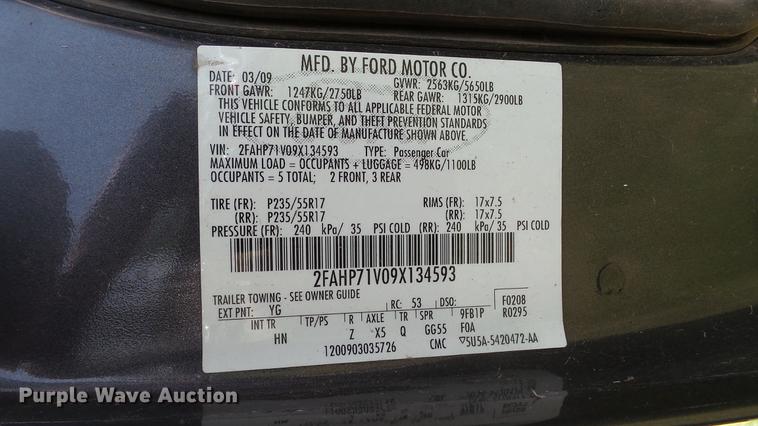 MFD. BY FORD MOTOR CO.
DATE: 03/09 GVWR: 2563KG/5650LB
FRONT GAWR: 1247KG/2750LB REAR GAWR: 1315KG/2900LB
THIS VEHICLE CONFORMS TO ALL APPLICABLE FEDERAL MOTOR
VEHICLE SAFETY, BUMPER, AND THEFT PREVENTION STANDARDS
IN EFFECT ON THE DATE OF MANUFACTURE SHOWN ABOVE.
VIN: 2FAHP71V09X134593 TYPE: Passenger Car
MAXIMUM LOAD = OCCUPANTS + LUGGAGE = 498KG/1100LB
OCCUPANTS = 5 TOTAL; 2 FRONT, 3 REAR
TIRE (FR): P235/55R17 RIMS (FR): 17x7.5
(RR): P235/55R17 (RR): 17x7.5
PRESSURE (FR): 240 kPa/ 35 PSI COLD (RR): 240 kPa/ 35 PSI COLD
2FAHP71V09X134593
TRAILER TOWING - SEE OWNER GUIDE
EXT PNT: YG RC: 53 DSO: F0208
INT TR TP/PS R AXLE TR SPR 9FB1P R0295
HN Z X5 Q GG55 FOA
1200903035726 CMC ▽5U5A-5420472-AA
Purple Wave Auction